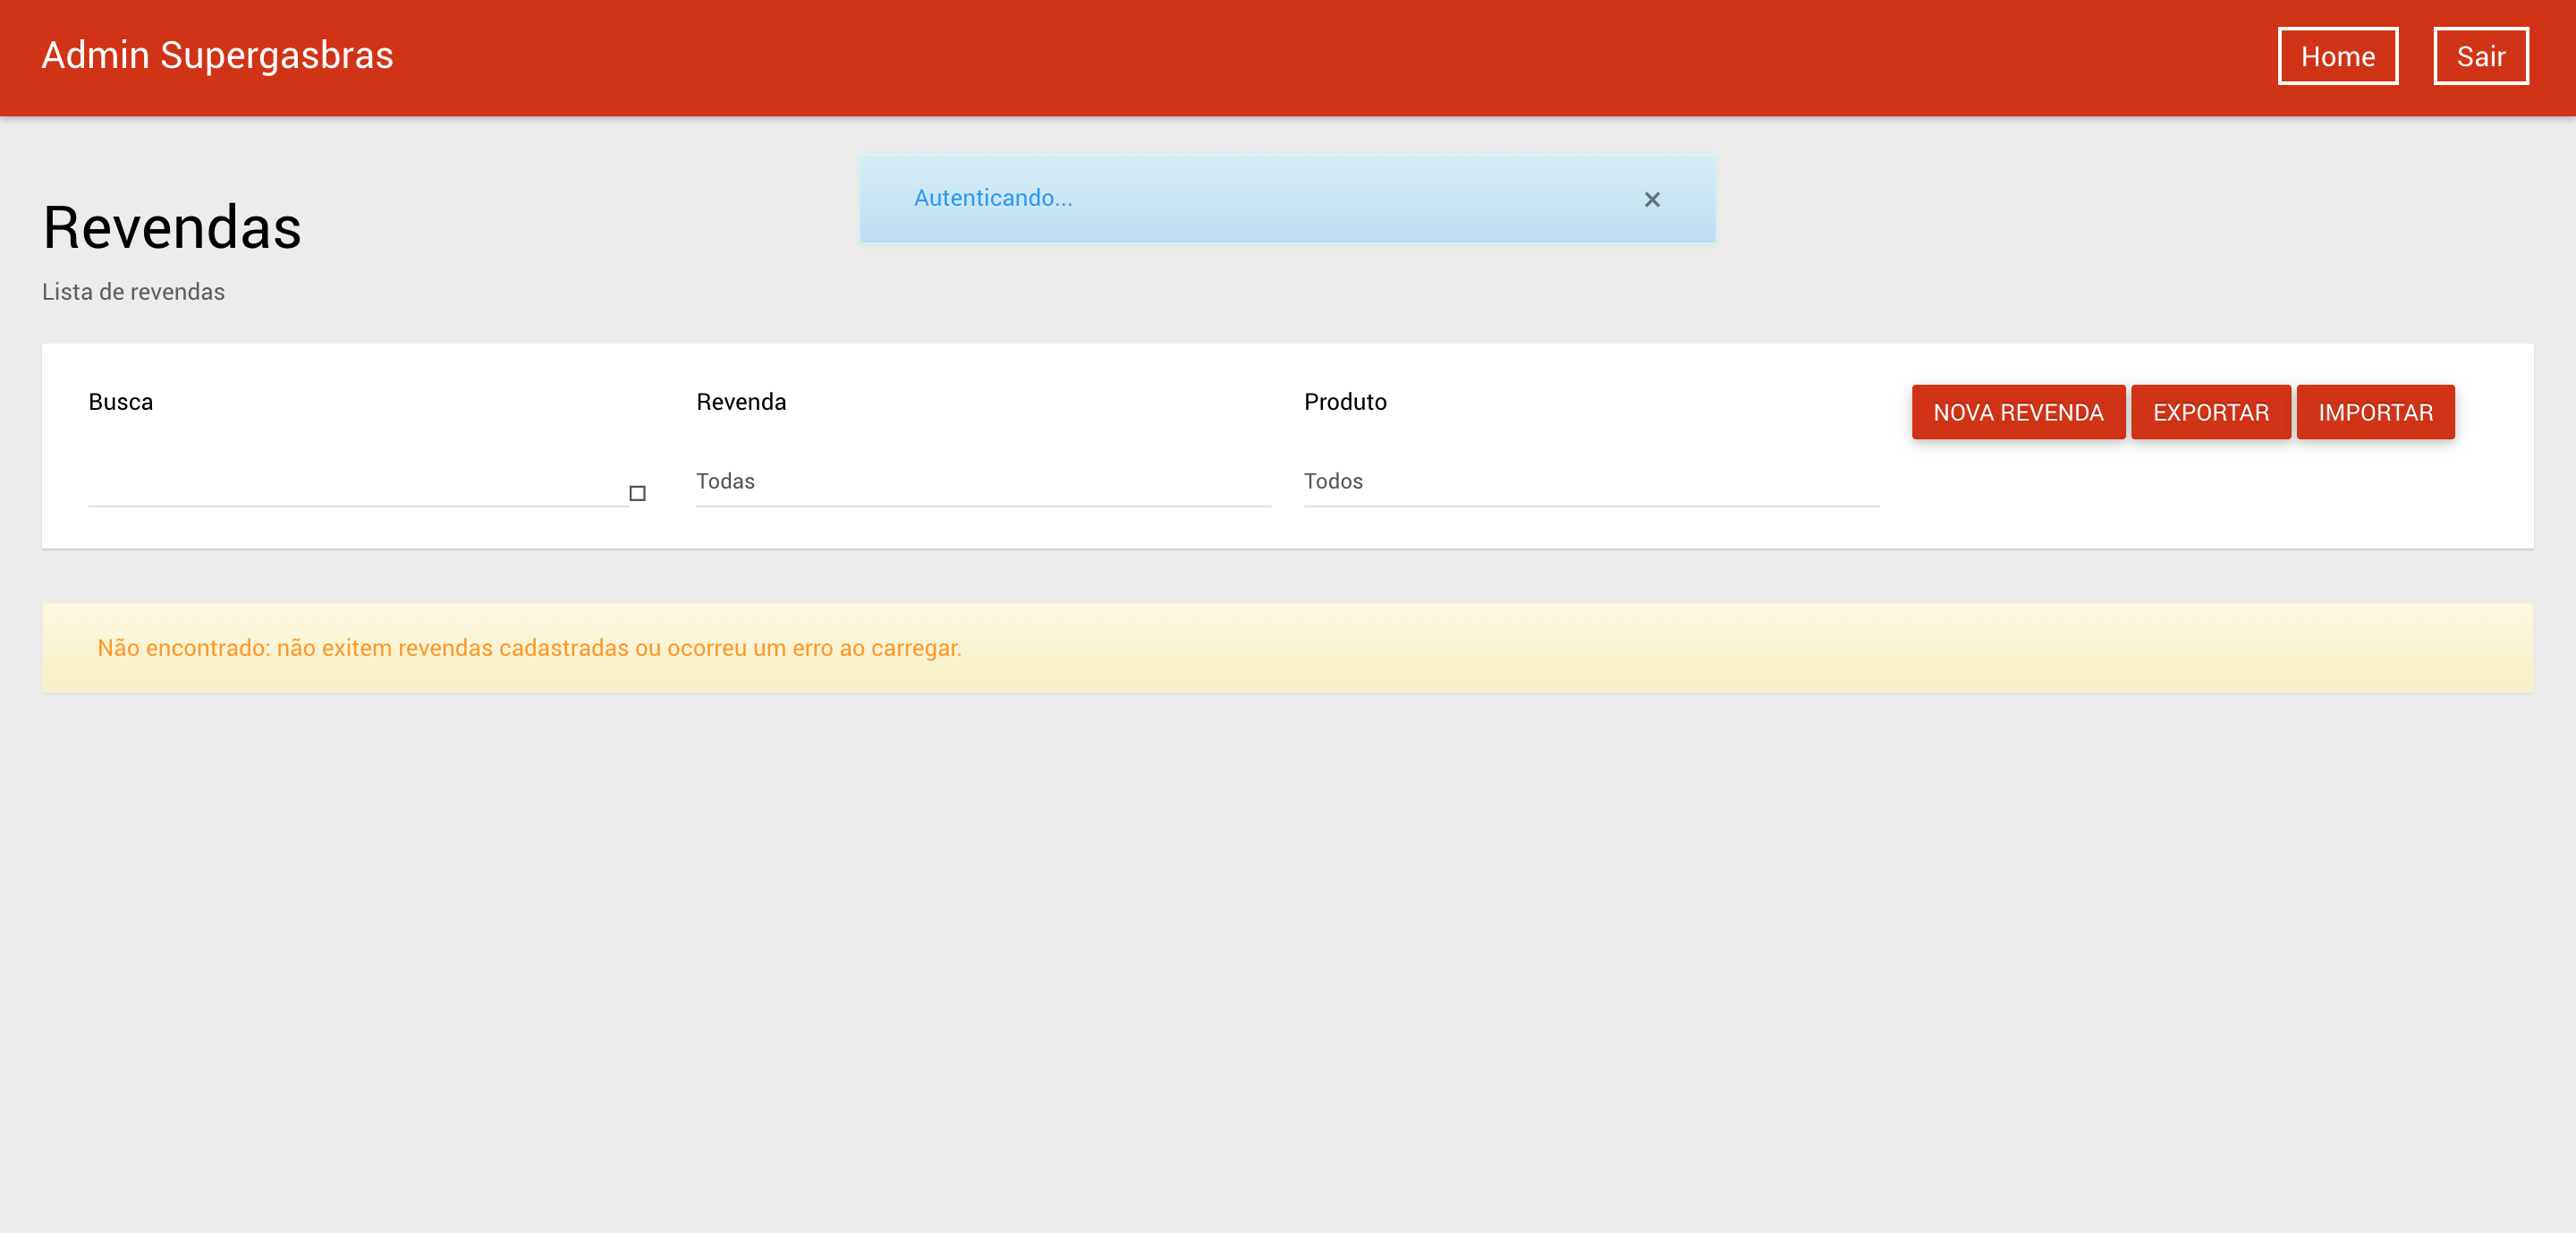 Admin Supergasbras
Home
Sair
Autenticando...
×
Revendas
Lista de revendas
Busca
Revenda
Todas
Produto
Todos
NOVA REVENDA
EXPORTAR
IMPORTAR
Não encontrado: não exitem revendas cadastradas ou ocorreu um erro ao carregar.